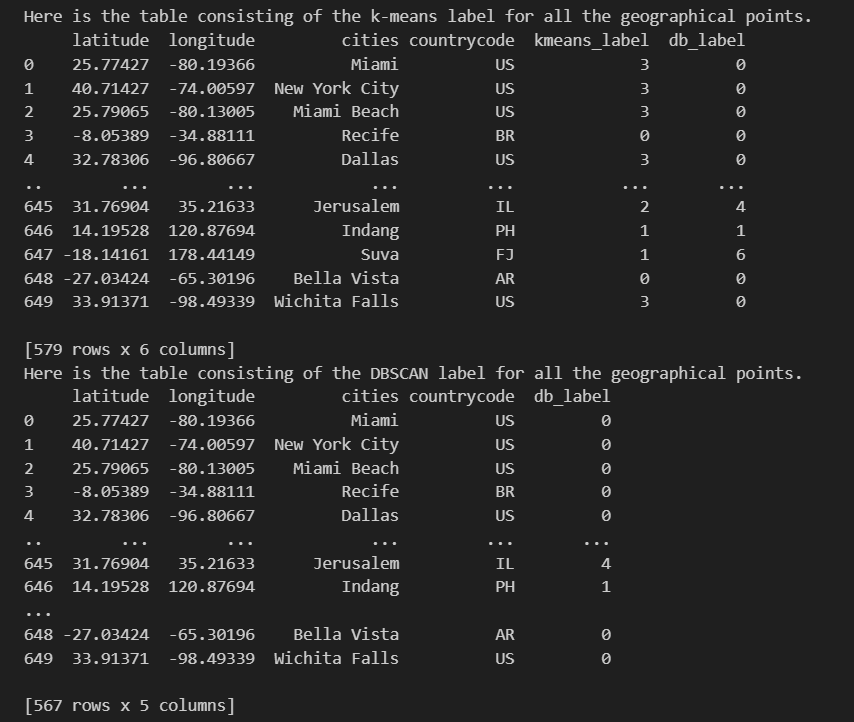 Here is the table consisting of the k-means label for all the geographical points.
latitude longitude cities countrycode kmeans_label db_label
0 25.77427 -80.19366 Miami US 3 0
1 40.71427 -74.00597 New York City US 3 0
2 25.79065 -80.13005 Miami Beach US 3 0
3 -8.05389 -34.88111 Recife BR 0 0
4 32.78306 -96.80667 Dallas US 3 0
.. ... ... ... ... ... ...
645 31.76904 35.21633 Jerusalem IL 2 4
646 14.19528 120.87694 Indang PH 1 1
647 -18.14161 178.44149 Suva FJ 1 6
648 -27.03424 -65.30196 Bella Vista AR 0 0
649 33.91371 -98.49339 Wichita Falls US 3 0
[579 rows x 6 columns]
Here is the table consisting of the DBSCAN label for all the geographical points.
latitude longitude cities countrycode db_label
0 25.77427 -80.19366 Miami US 0
1 40.71427 -74.00597 New York City US 0
2 25.79065 -80.13005 Miami Beach US 0
3 -8.05389 -34.88111 Recife BR 0
4 32.78306 -96.80667 Dallas US 0
.. ... ... ... ... ...
645 31.76904 35.21633 Jerusalem IL 4
646 14.19528 120.87694 Indang PH 1
...
648 -27.03424 -65.30196 Bella Vista AR 0
649 33.91371 -98.49339 Wichita Falls US 0
[567 rows x 5 columns]